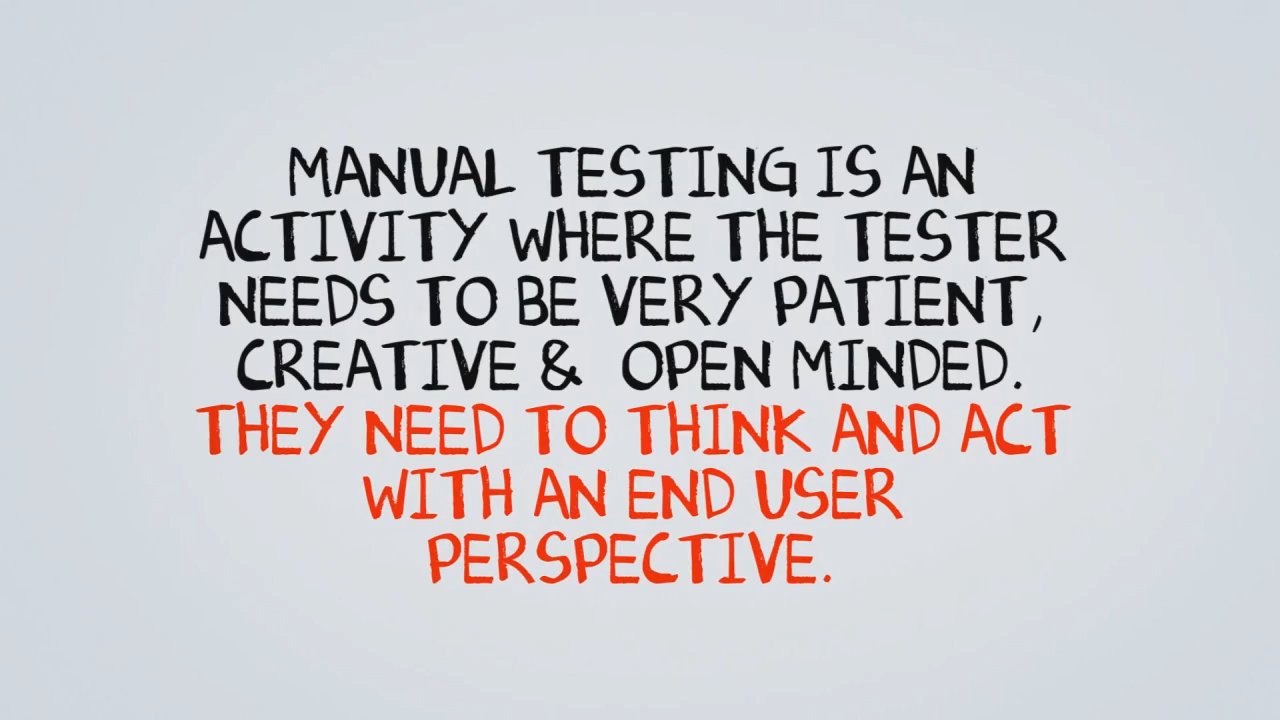 MANUAL TESTING IS AN
ACTIVITY WHERE THE TESTER
NEEDS TO BE VERY PATIENT,
CREATIVE & OPEN MINDED.
THEY NEED TO THINK AND ACT
WITH AN END USER
PERSPECTIVE.